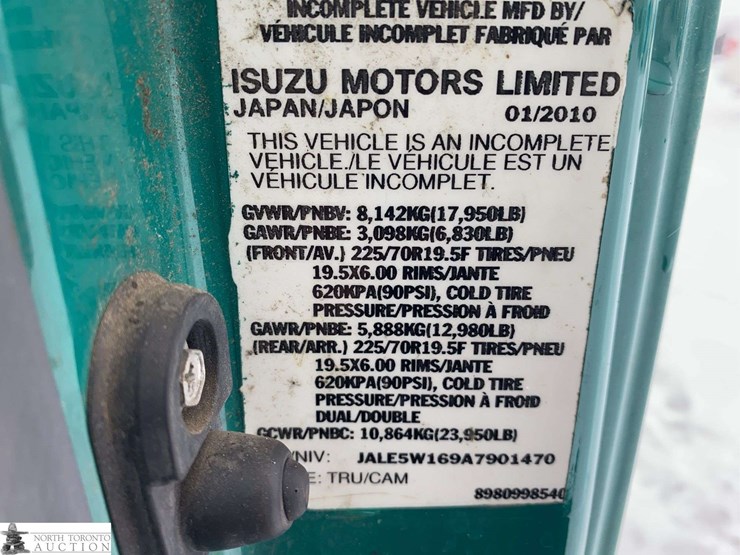 INCOMPLETE VEHICLE MFD BY/
VÉHICULE INCOMPLET FABRIQUÉ PAR
ISUZU MOTORS LIMITED
JAPAN/JAPON 01/2010
THIS VEHICLE IS AN INCOMPLETE
VEHICLE./LE VÉHICULE EST UN
VÉHICULE INCOMPLET.
GVWR/PNBV: 8,142KG(17,950LB)
GAWR/PNBE: 3,098KG(6,830LB)
(FRONT/AV.) 225/70R19.5F TIRES/PNEU
19.5X6.00 RIMS/JANTE
620KPA(90PSI), COLD TIRE
PRESSURE/PRESSION À FROID
GAWR/PNBE: 5,888KG(12,980LB)
(REAR/ARR.) 225/70R19.5F TIRES/PNEU
19.5X6.00 RIMS/JANTE
620KPA(90PSI), COLD TIRE
PRESSURE/PRESSION À FROID
DUAL/DOUBLE
GCWR/PNBC: 10,864KG(23,950LB)
/NIV: JALE5W169A7901470
E: TRU/CAM
8980998540
NORTH TORONTO
AUCTION